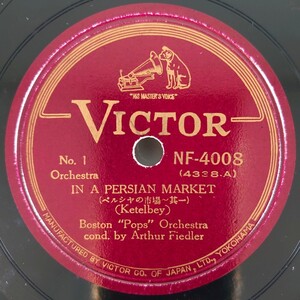 "HIS MASTER'S VOICE"
VICTOR
No. 1
Orchestra
NF-4008
(4338-A)
IN A PERSIAN MARKET
(ペルシヤの市場〜其一)
(Ketelbey)
Boston "Pops" Orchestra
cond. by Arthur Fiedler
MANUFACTURED BY VICTOR CO. OF JAPAN, LTD., YOKOHAMA